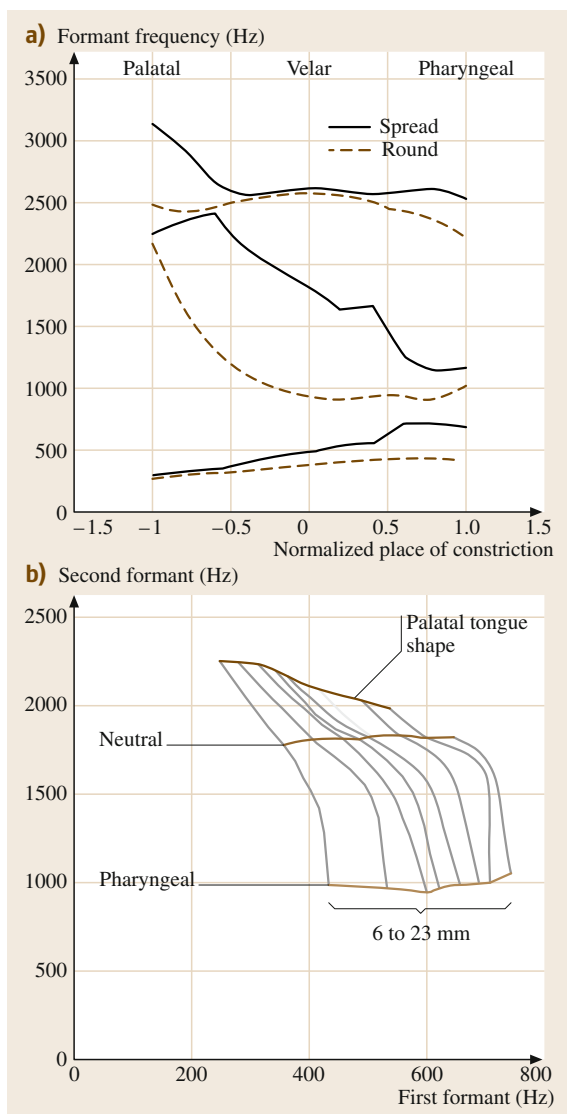 a) Formant frequency (Hz)
3500
Palatal
Velar
Pharyngeal
3000
Spread
Round
2500
2000
1500
1000
500
0
−1.5
−1
−0.5
0
0.5
1.0
1.5
Normalized place of constriction
b) Second formant (Hz)
2500
Palatal tongue
shape
2000
Neutral
1500
Pharyngeal
1000
6 to 23 mm
500
0
0
200
400
600
800
First formant (Hz)